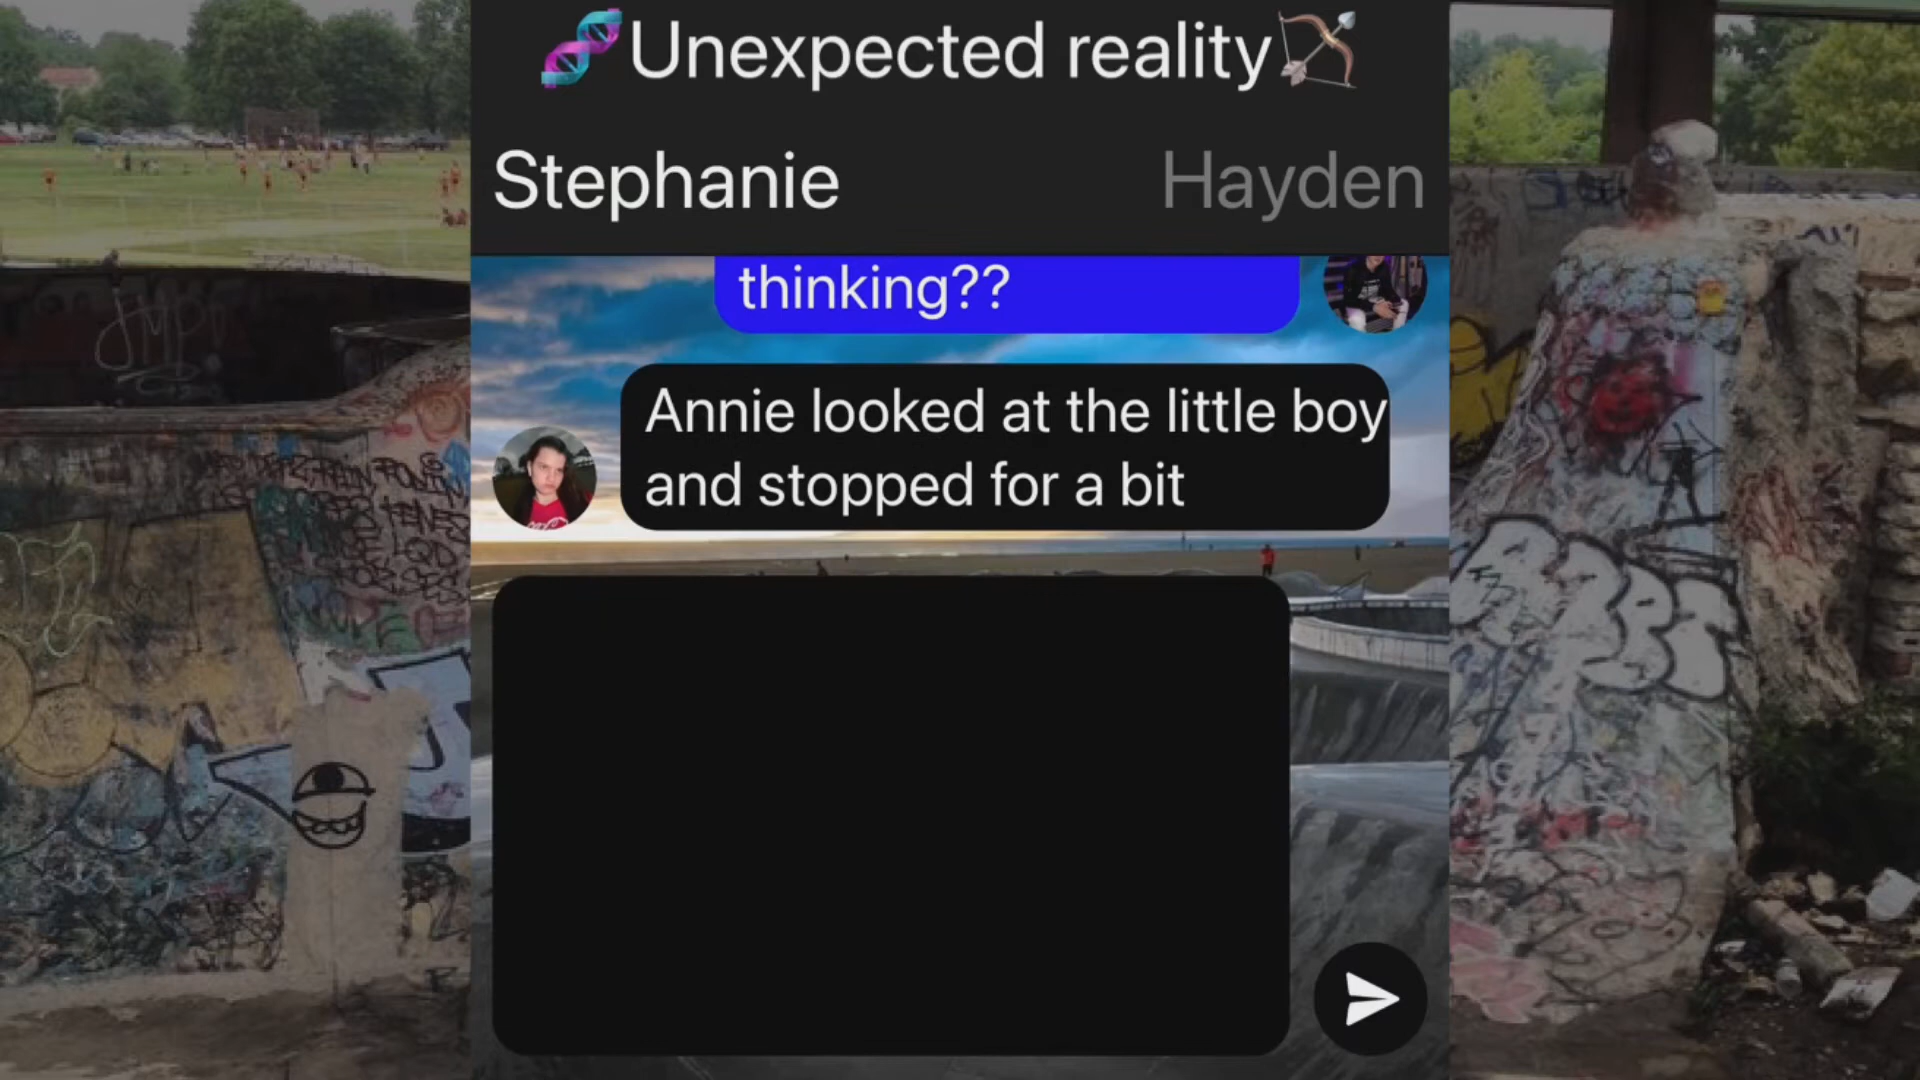 🧬Unexpected reality🏹
Stephanie
Hayden
thinking??
Annie looked at the little boy
and stopped for a bit